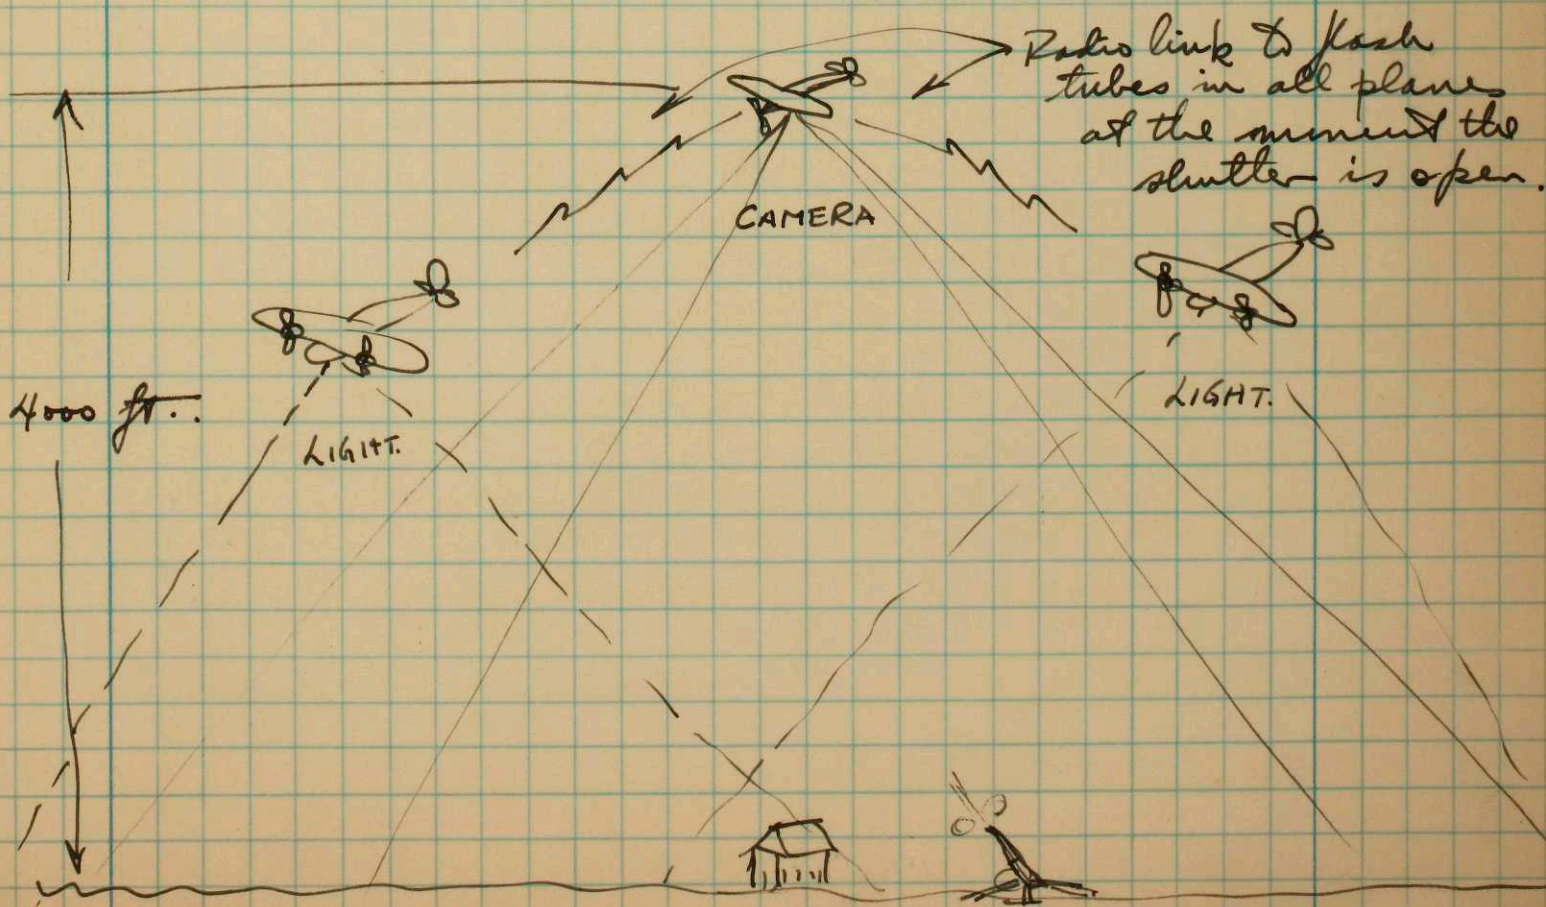 Radio link to flash
tubes in all planes
at the moment the
shutter is open.
CAMERA
4000 ft.
LIGHT.
LIGHT.